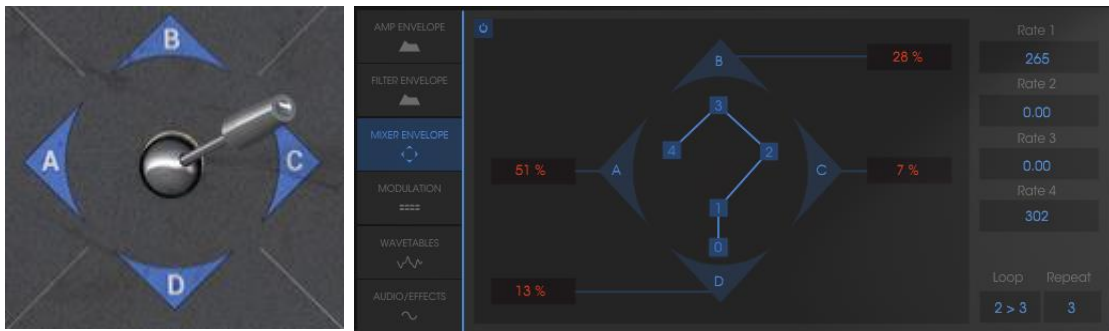 B
A
C
D
AMP ENVELOPE
FILTER ENVELOPE
MIXER ENVELOPE
MODULATION
WAVETABLES
AUDIO/EFFECTS
B
28 %
3
4
2
51 %
A
C
7 %
1
0
D
13 %
Rate 1
265
Rate 2
0.00
Rate 3
0.00
Rate 4
302
Loop Repeat
2 > 3 3